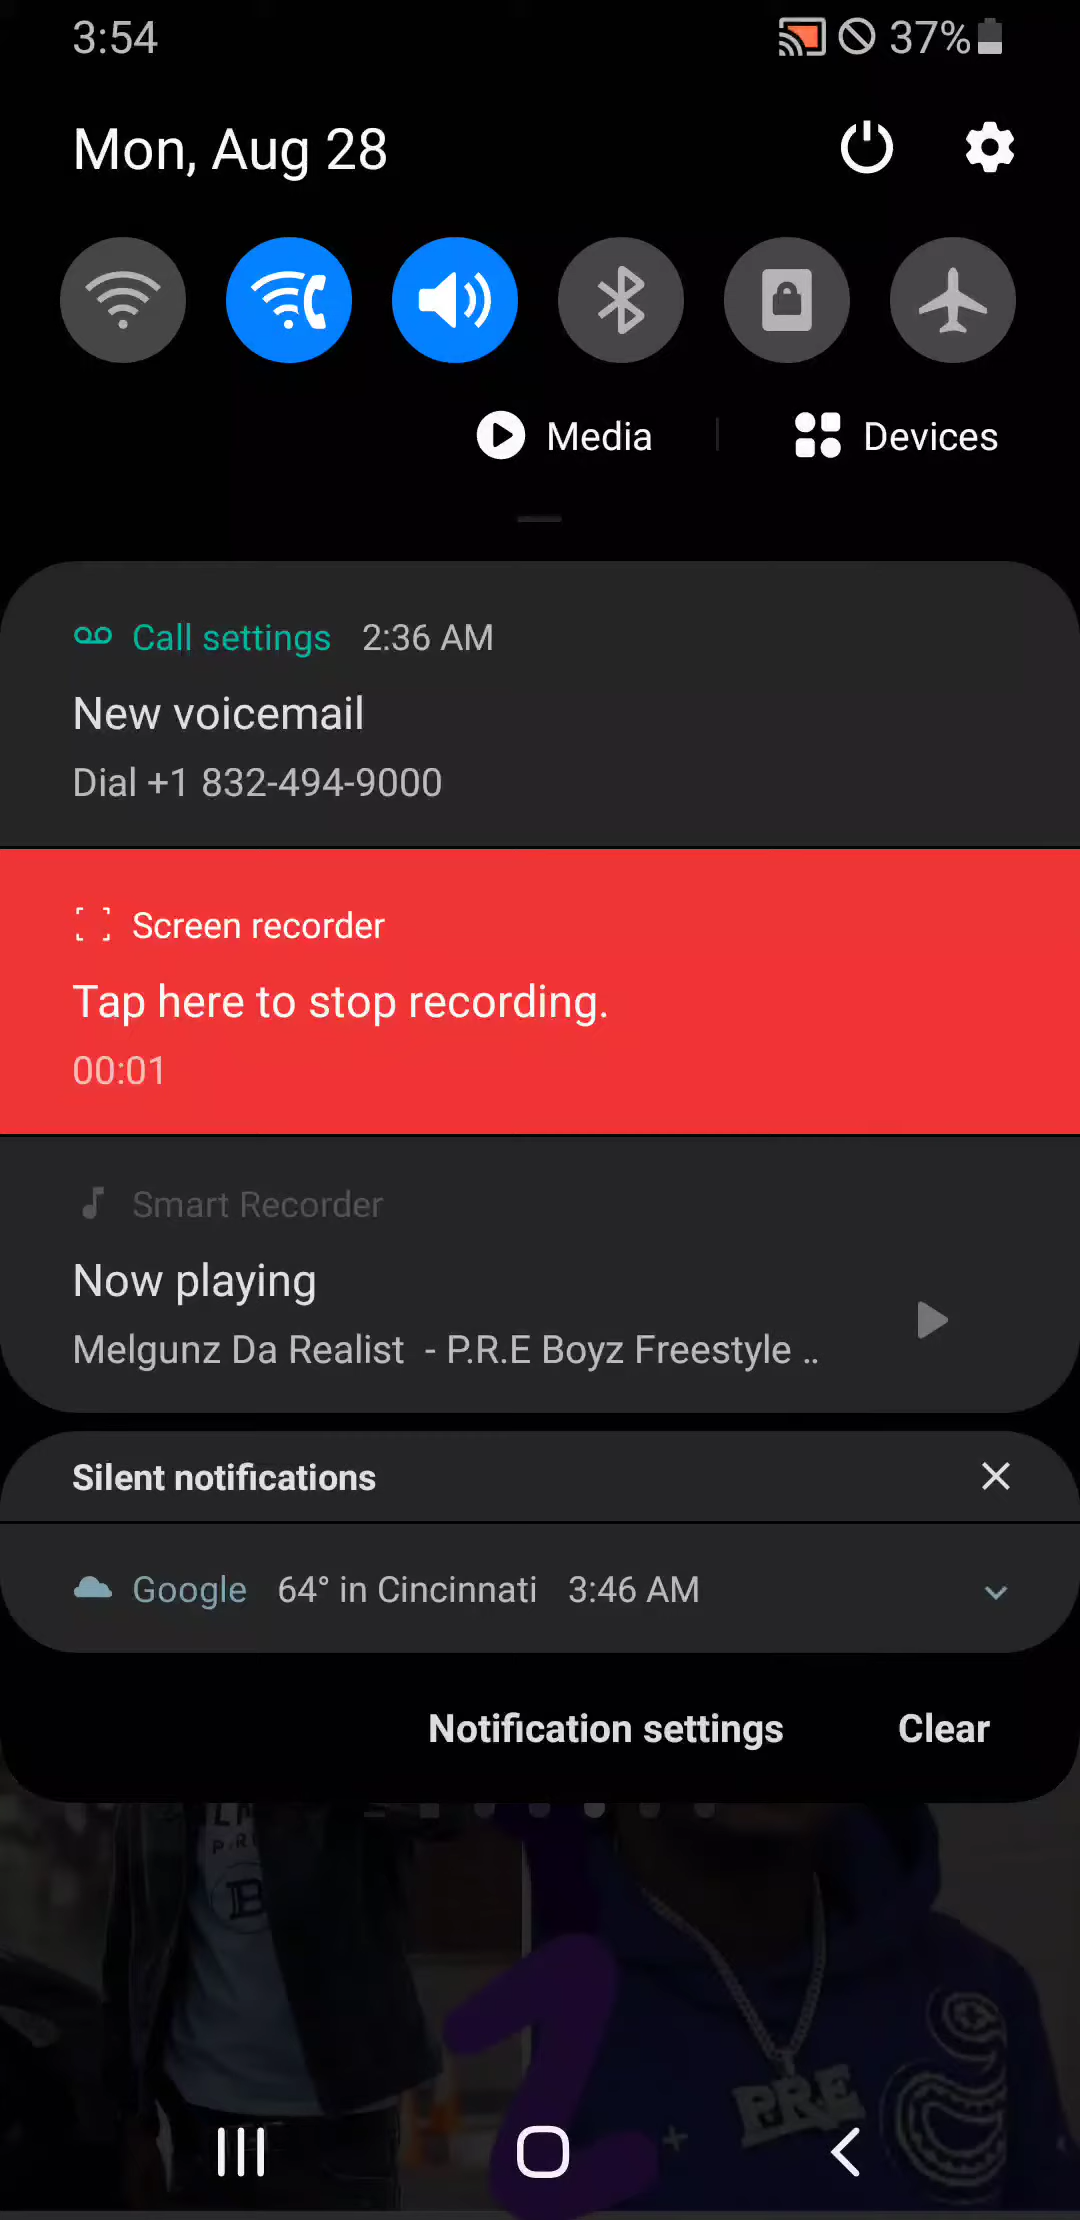 3:54 37%
Mon, Aug 28
Media Devices
Call settings 2:36 AM
New voicemail
Dial +1 832-494-9000
Screen recorder
Tap here to stop recording.
00:01
Smart Recorder
Now playing
Melgunz Da Realist - P.R.E Boyz Freestyle ..
Silent notifications
Google 64° in Cincinnati 3:46 AM
Notification settings Clear
B
PRE